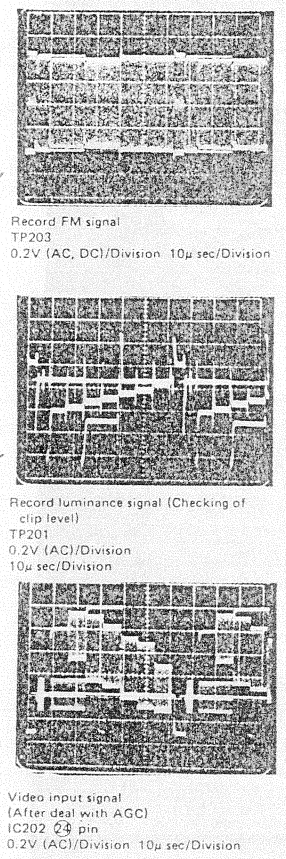 Record FM signal
TP203
0.2V (AC, DC)/Division 10μ sec/Division
Record luminance signal (Checking of
clip level)
TP201
0.2V (AC)/Division
10μ sec/Division
Video input signal
(After deal with AGC)
IC202 ㉔ pin
0.2V (AC)/Division 10μ sec/Division